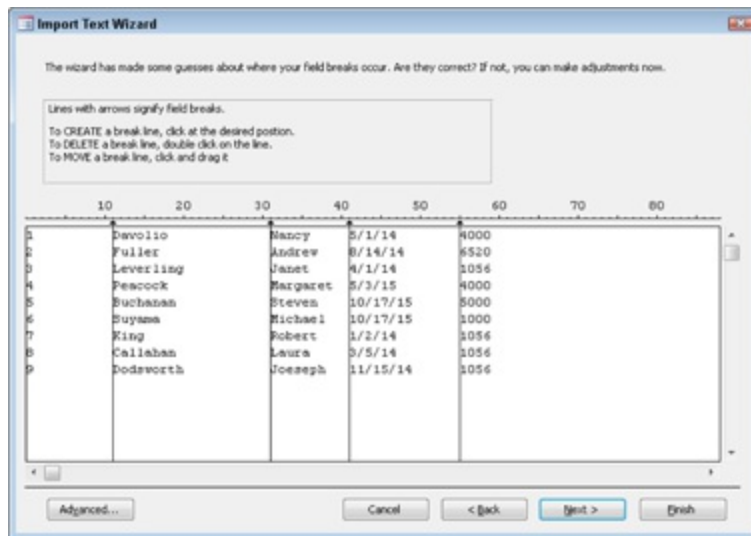 Import Text Wizard
The wizard has made some guesses about where your field breaks occur. Are they correct? If not, you can make adjustments now.
Lines with arrows signify field breaks.
To CREATE a break line, click at the desired postion.
To DELETE a break line, double click on the line.
To MOVE a break line, click and drag it
10 20 30 40 50 60 70 80
1 Davolio Nancy 5/1/14 4000
2 Fuller Andrew 8/14/14 6520
3 Leverling Janet 4/1/14 1056
4 Peacock Margaret 5/3/15 4000
5 Buchanan Steven 10/17/15 5000
6 Suyama Michael 10/17/15 1000
7 King Robert 1/2/14 1056
8 Callahan Laura 3/5/14 1056
9 Dodsworth Joeseph 11/15/14 1056
Advanced... Cancel < Back Next > Finish